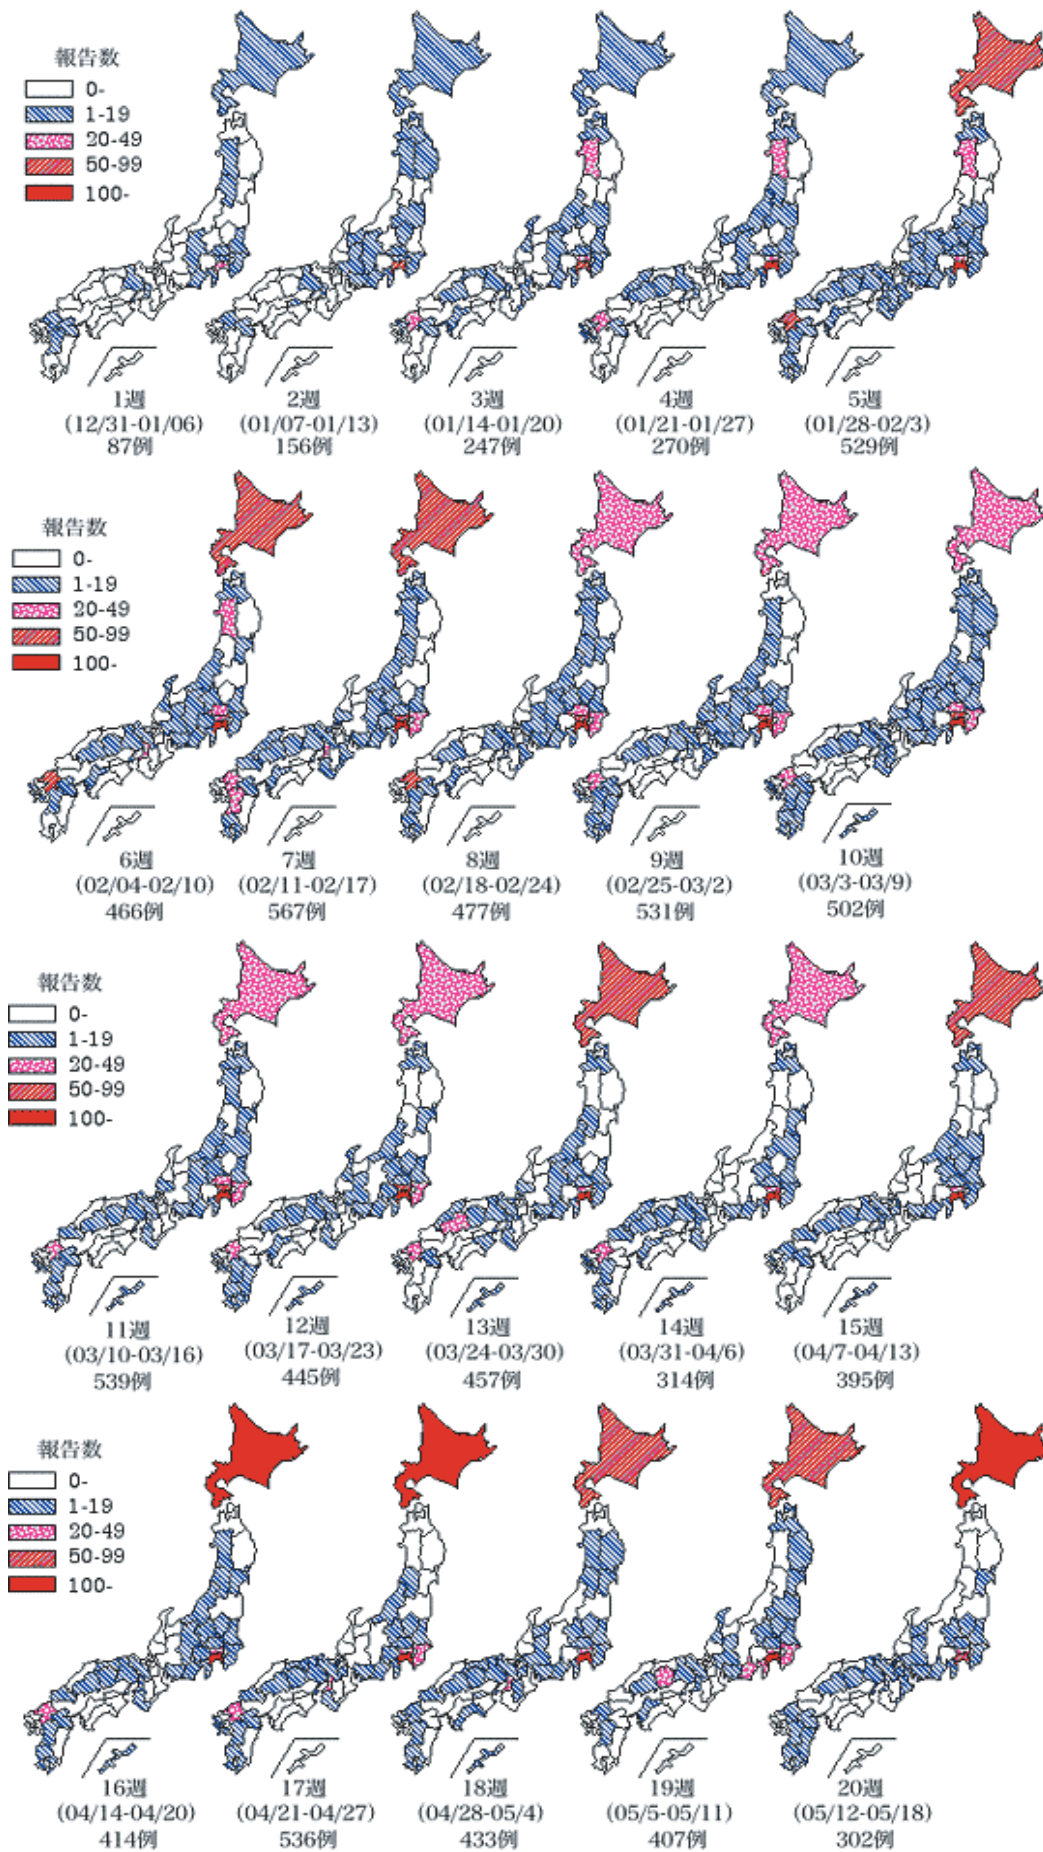 報告数
0-
1-19
20-49
50-99
100-
1週
(12/31-01/06)
87例
2週
(01/07-01/13)
156例
3週
(01/14-01/20)
247例
4週
(01/21-01/27)
270例
5週
(01/28-02/3)
529例
報告数
0-
1-19
20-49
50-99
100-
6週
(02/04-02/10)
466例
7週
(02/11-02/17)
567例
8週
(02/18-02/24)
477例
9週
(02/25-03/2)
531例
10週
(03/3-03/9)
502例
報告数
0-
1-19
20-49
50-99
100-
11週
(03/10-03/16)
539例
12週
(03/17-03/23)
445例
13週
(03/24-03/30)
457例
14週
(03/31-04/6)
314例
15週
(04/7-04/13)
395例
報告数
0-
1-19
20-49
50-99
100-
16週
(04/14-04/20)
414例
17週
(04/21-04/27)
536例
18週
(04/28-05/4)
433例
19週
(05/5-05/11)
407例
20週
(05/12-05/18)
302例